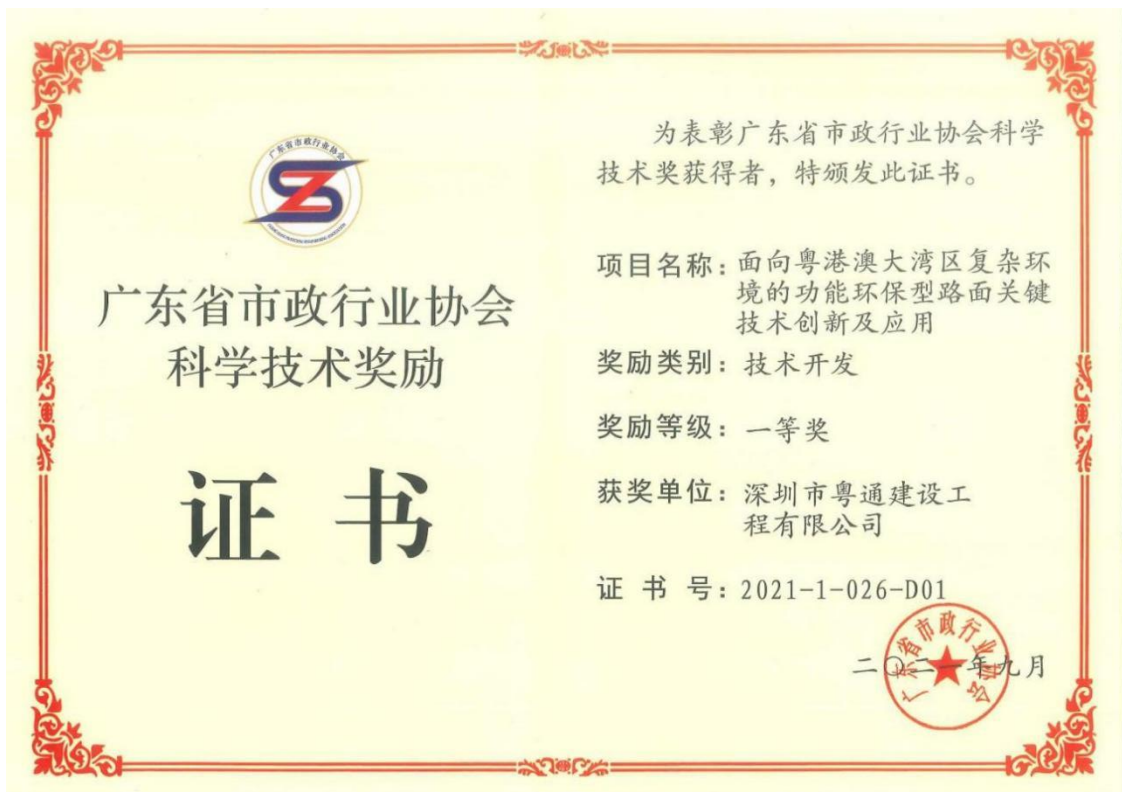 广东省市政行业协会
广东省市政行业协会
科学技术奖励
证书
为表彰广东省市政行业协会科学
技术奖获得者，特颁发此证书。
项目名称：面向粤港澳大湾区复杂环
境的功能环保型路面关键
技术创新及应用
奖励类别：技术开发
奖励等级：一等奖
获奖单位：深圳市粤通建设工
程有限公司
证书号：2021-1-026-D01
二〇二一年九月
广东省市政行业协会